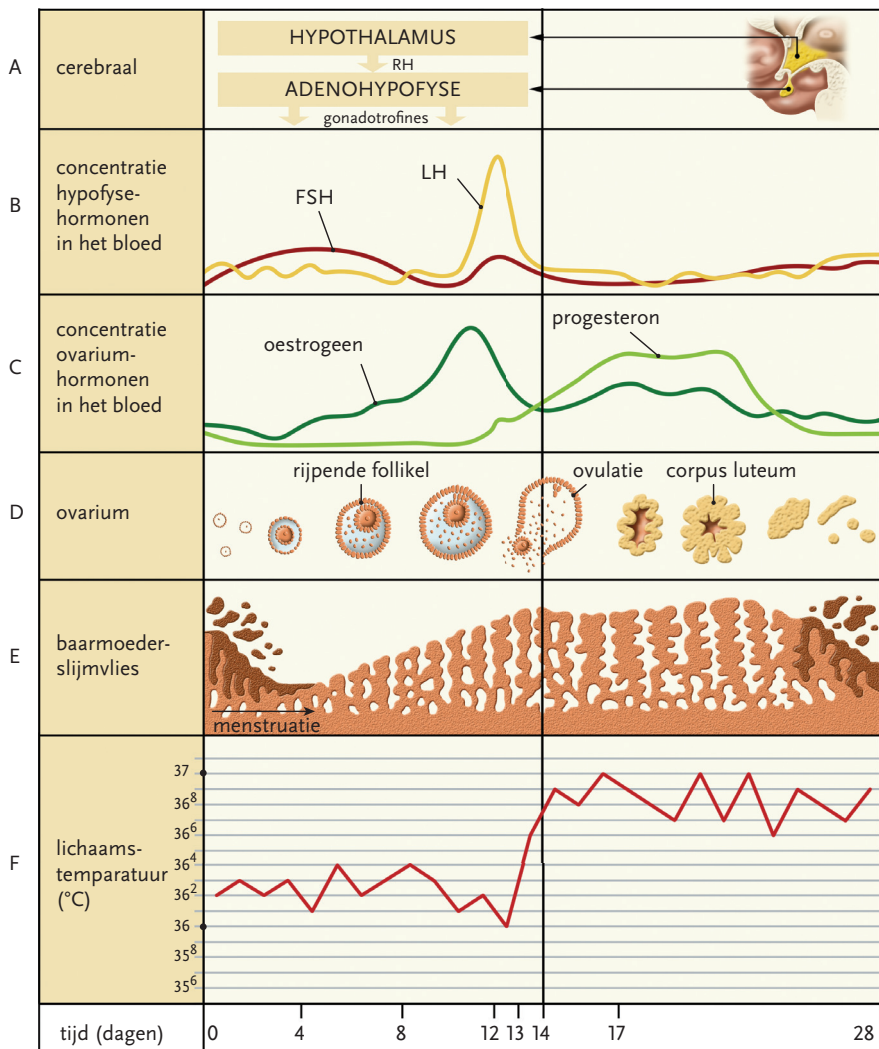 A
cerebraal
HYPOTHALAMUS
RH
ADENOHYPOFYSE
gonadotrofines
B
concentratie
hypofyse-
hormonen
in het bloed
FSH
LH
C
concentratie
ovarium-
hormonen
in het bloed
oestrogeen
progesteron
D
ovarium
rijpende follikel
ovulatie
corpus luteum
E
baarmoeder-
slijmvlies
menstruatie
F
lichaams-
temparatuur
(°C)
37
36⁸
36⁶
36⁴
36²
36
35⁸
35⁶
tijd (dagen)
0 4 8 12 13 14 17 28